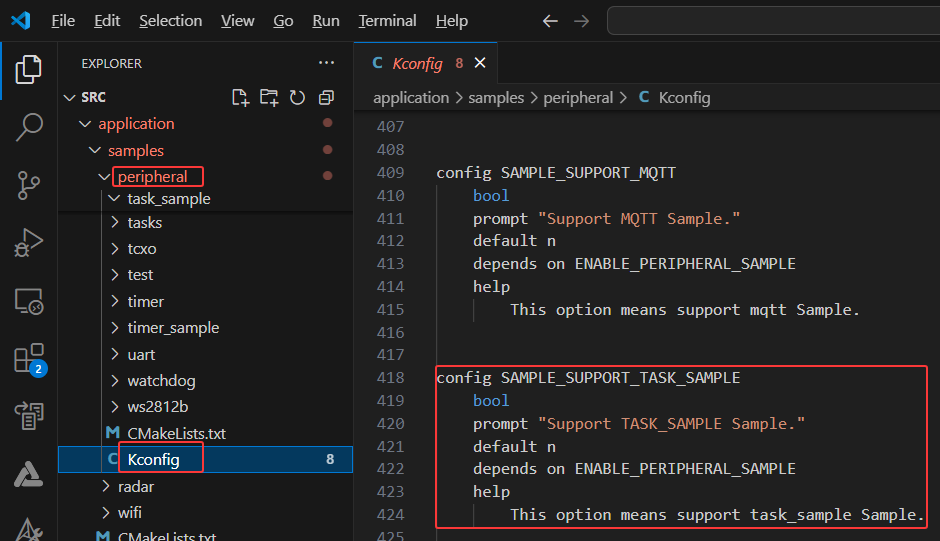 File Edit Selection View Go Run Terminal Help
EXPLORER
Kconfig 8
SRC
application > samples > peripheral > C Kconfig
application
samples
peripheral
task_sample
tasks
tcxo
test
timer
timer_sample
uart
watchdog
ws2812b
M CMakeLists.txt
C Kconfig 8
radar
wifi
M CMakeLists.txt
2
C
407
408
409 config SAMPLE_SUPPORT_MQTT
410 bool
411 prompt "Support MQTT Sample."
412 default n
413 depends on ENABLE_PERIPHERAL_SAMPLE
414 help
415 This option means support mqtt Sample.
416
417
418 config SAMPLE_SUPPORT_TASK_SAMPLE
419 bool
420 prompt "Support TASK_SAMPLE Sample."
421 default n
422 depends on ENABLE_PERIPHERAL_SAMPLE
423 help
424 This option means support task_sample Sample.
425